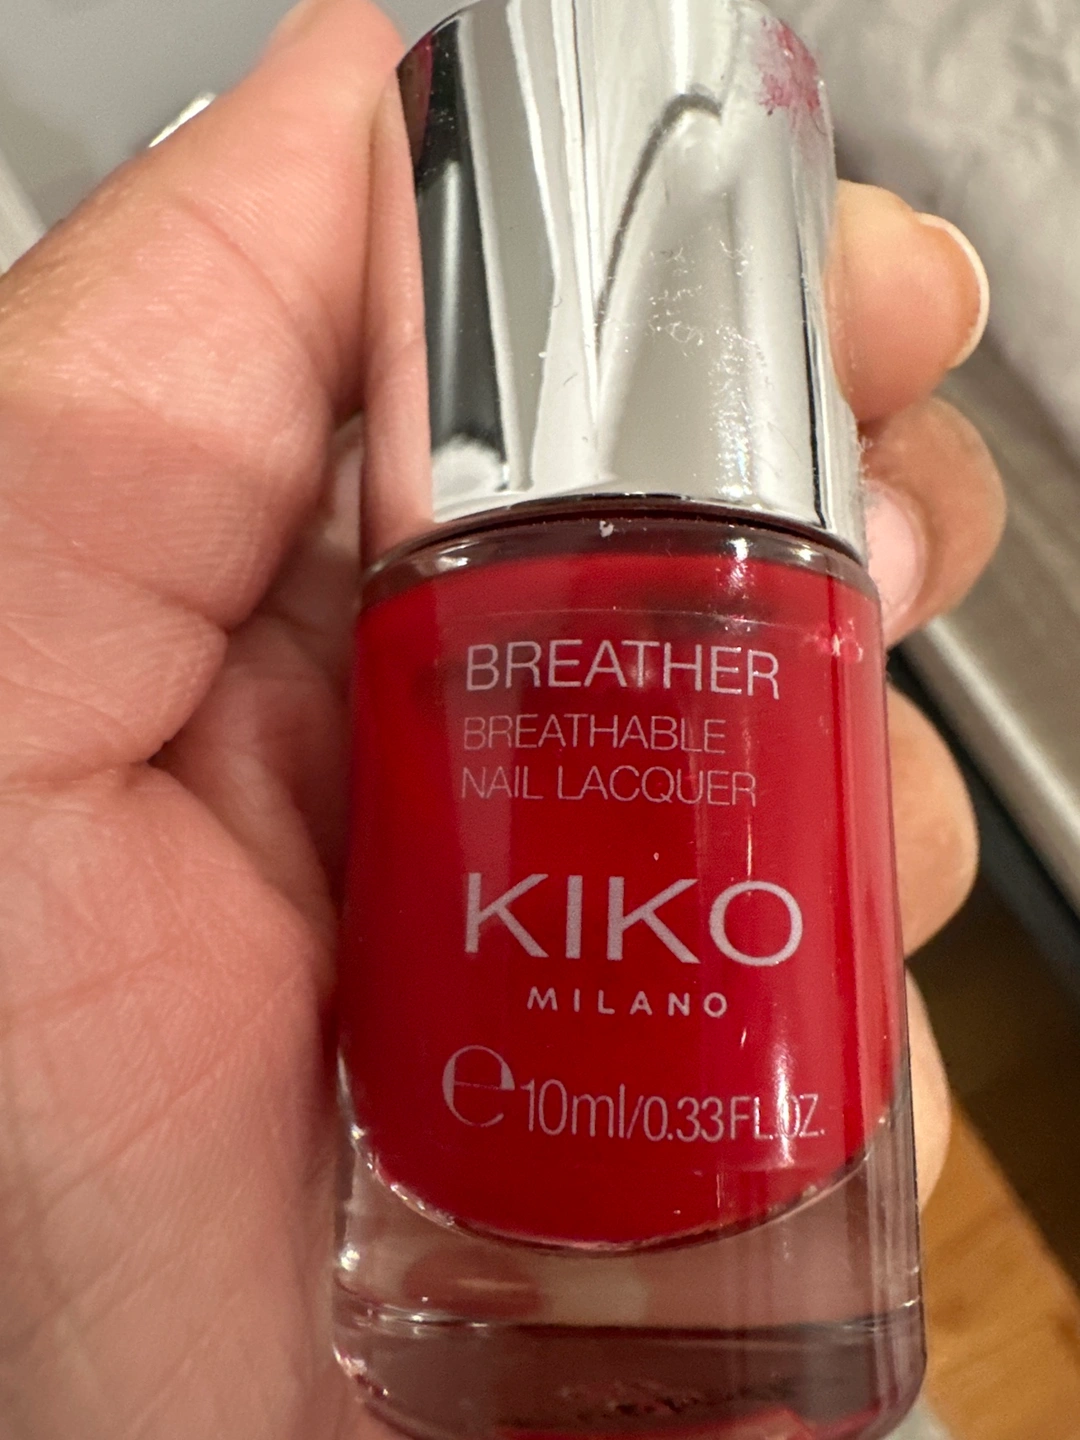 BREATHER
BREATHABLE
NAIL LACQUER
KIKO
MILANO
℮10ml/0.33FL.OZ.